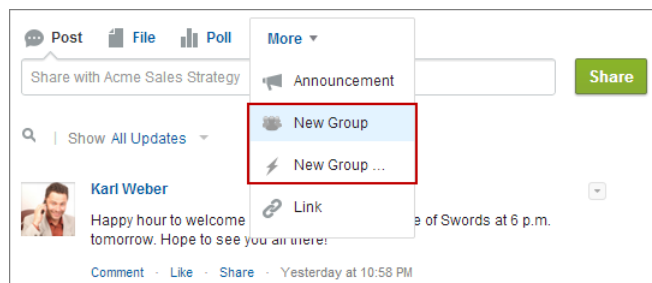 Post File Poll More
Share with Acme Sales Strategy
Share
Announcement
New Group
New Group ...
Link
Show All Updates
Karl Weber
Happy hour to welcome e of Swords at 6 p.m.
tomorrow. Hope to see you all there!
Comment · Like · Share · Yesterday at 10:58 PM